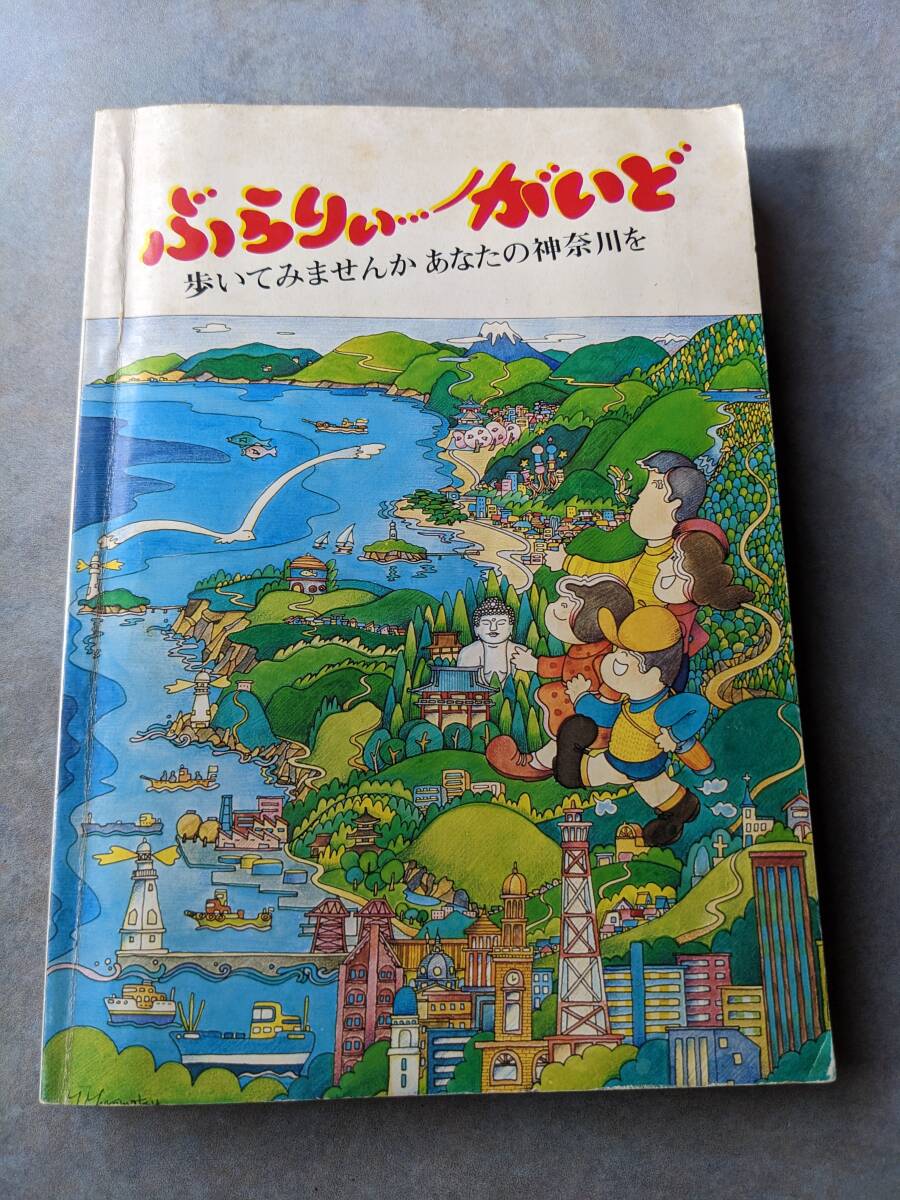 ぶらりぃ…がいど
歩いてみませんか あなたの神奈川を